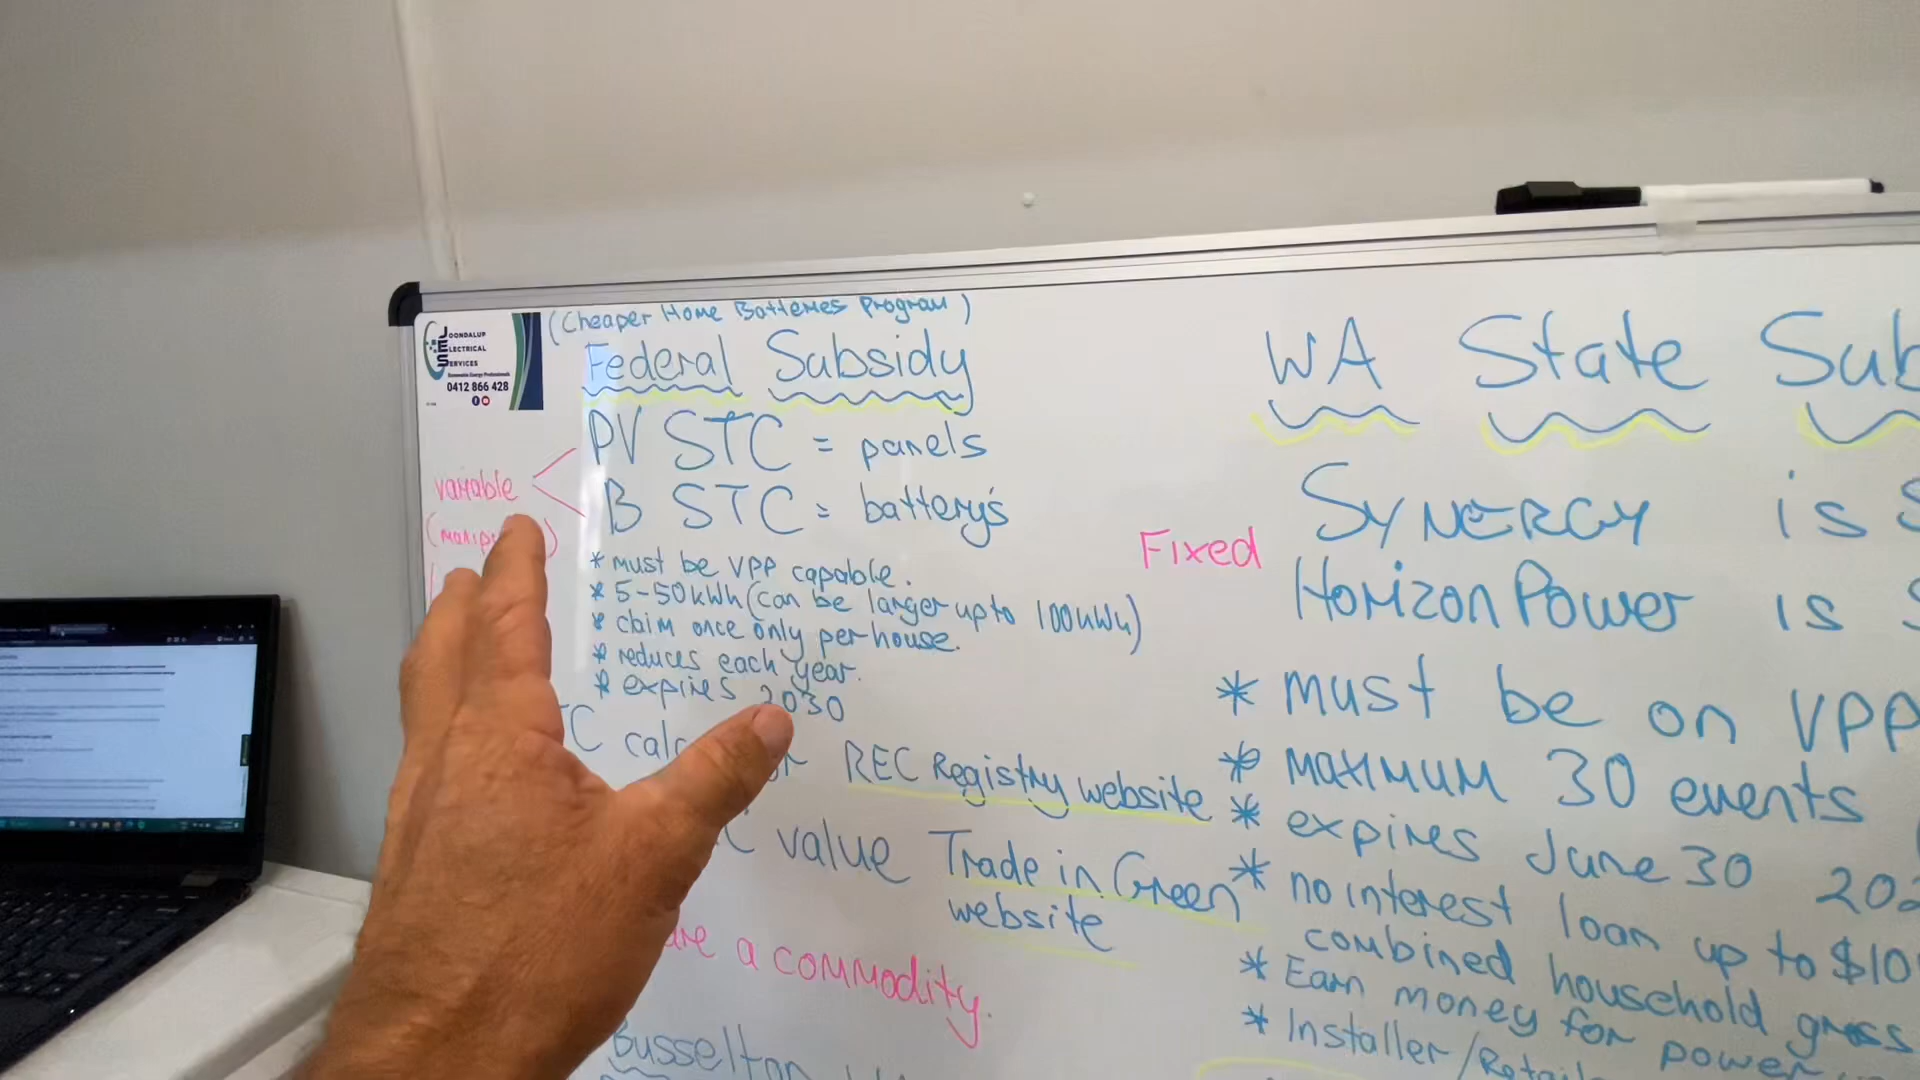 (Cheaper Home Batteries Program)
Federal Subsidy
JOONDALUP
ELECTRICAL
SERVICES
Renewable Energy Professionals
0412 866 428
PV STC = panels
variable
B STC = battery's
* must be VPP capable.
* 5-50kWh (can be larger up to 100kWh)
* claim once only per house.
* reduces each year.
* expires 2030
REC Registry website
value Trade in Green
website
are a commodity.
Busselton
WA State
Fixed
SYNERGY is
Horizon Power is
* must be on VPP
* maximum 30 events
* expires June 30
* no interest loan up to
combined household gross
* Earn money for power
* Installer/